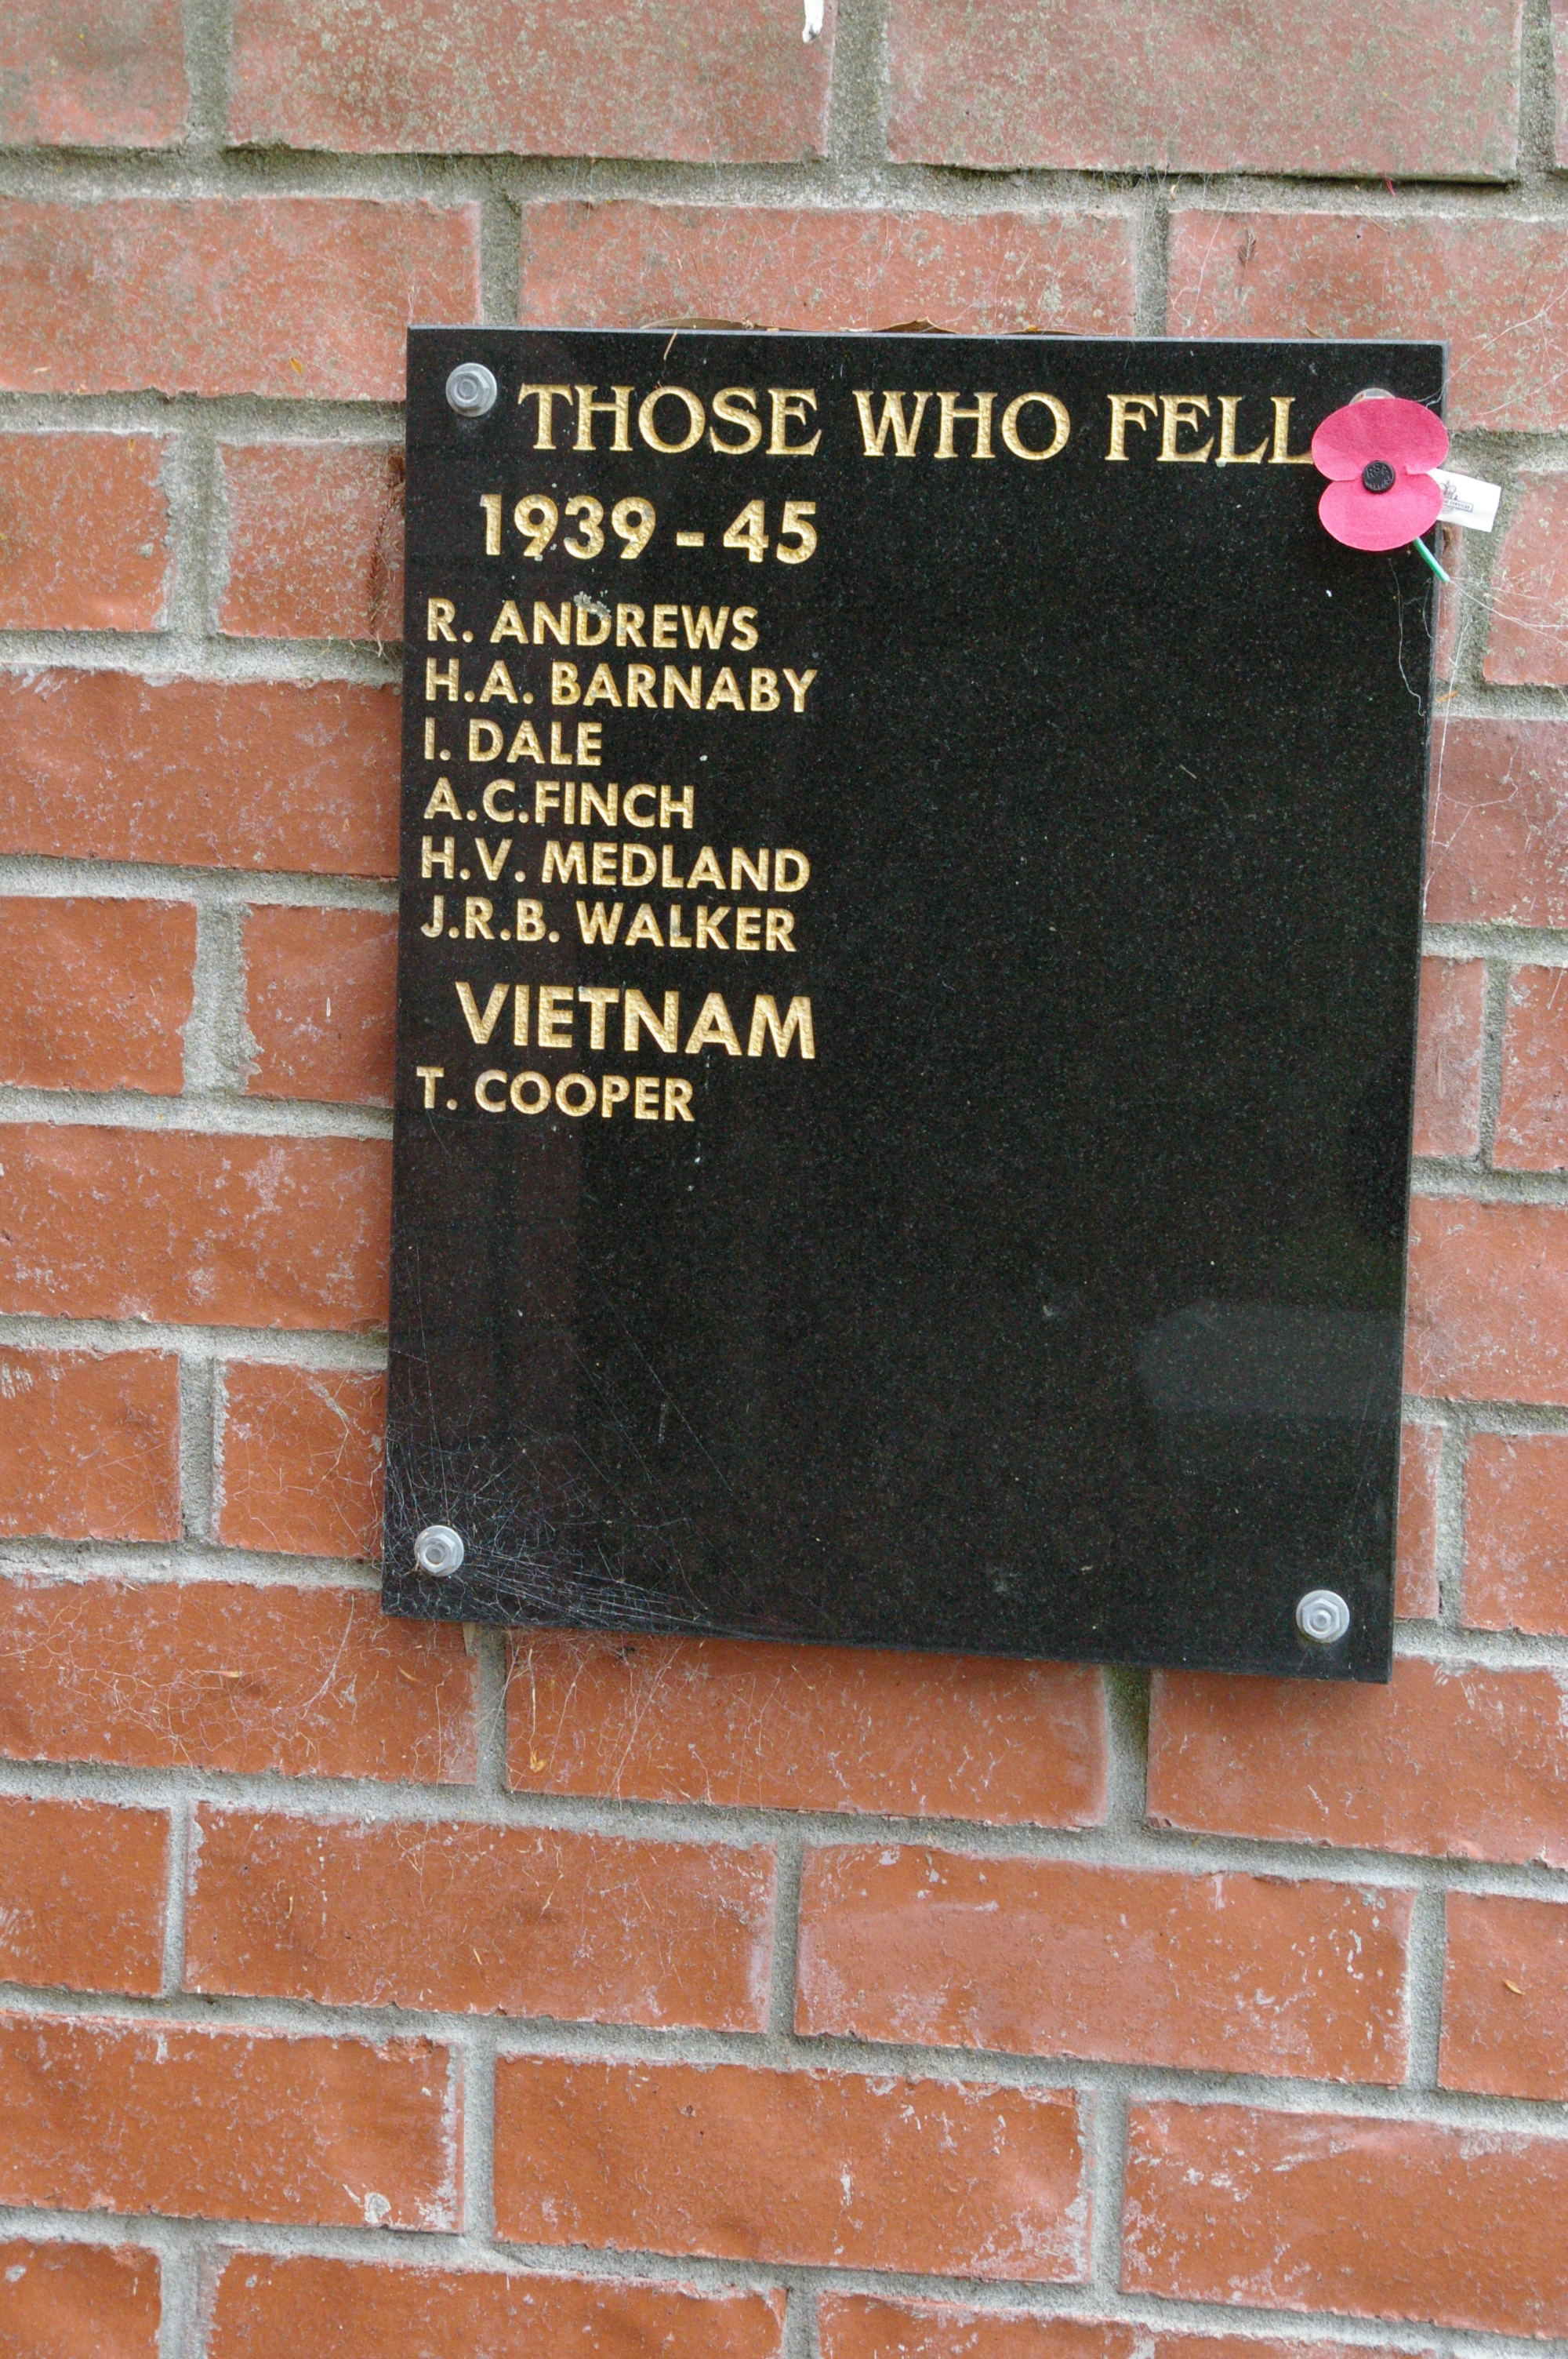 THOSE WHO FELL
1939 - 45
R. ANDREWS
H.A. BARNABY
I. DALE
A.C.FINCH
H.V. MEDLAND
J.R.B. WALKER
VIETNAM
T. COOPER